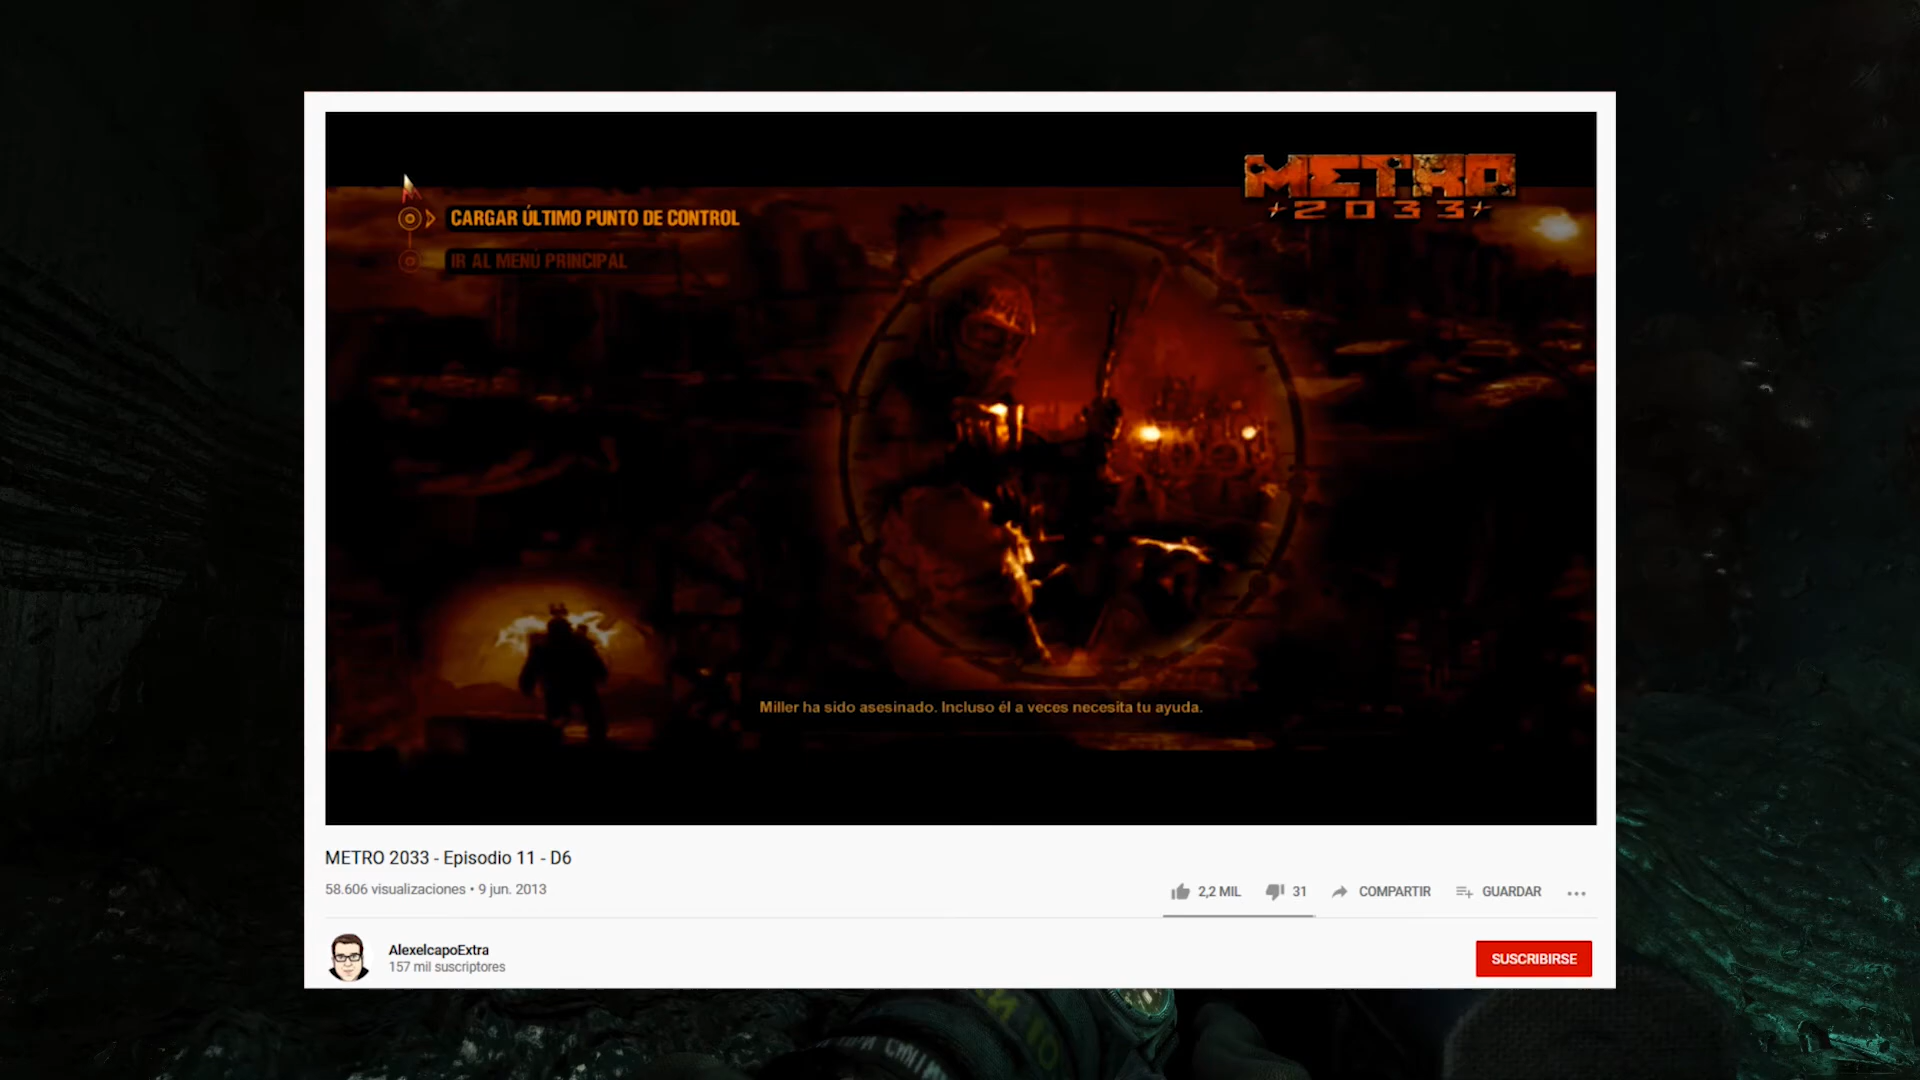 METRO
2033
CARGAR ÚLTIMO PUNTO DE CONTROL
IR AL MENÚ PRINCIPAL
Miller ha sido asesinado. Incluso él a veces necesita tu ayuda.
METRO 2033 - Episodio 11 - D6
58.606 visualizaciones • 9 jun. 2013
2,2 MIL
31
COMPARTIR
GUARDAR
AlexelcapoExtra
157 mil suscriptores
SUSCRIBIRSE